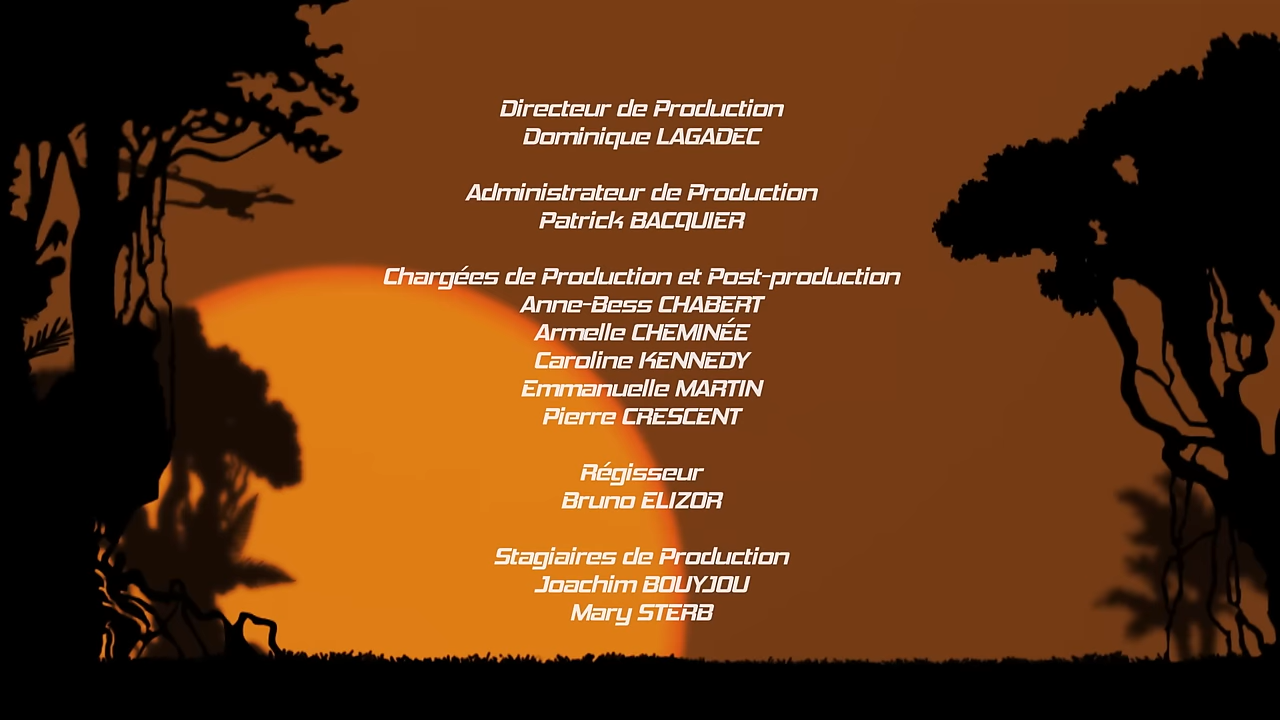 Directeur de Production
Dominique LAGADEC
Administrateur de Production
Patrick BACQUIER
Chargées de Production et Post-production
Anne-Bess CHABERT
Armelle CHEMINÉE
Caroline KENNEDY
Emmanuelle MARTIN
Pierre CRESCENT
Régisseur
Bruno ELIZOR
Stagiaires de Production
Joachim BOUYJOU
Mary STERB